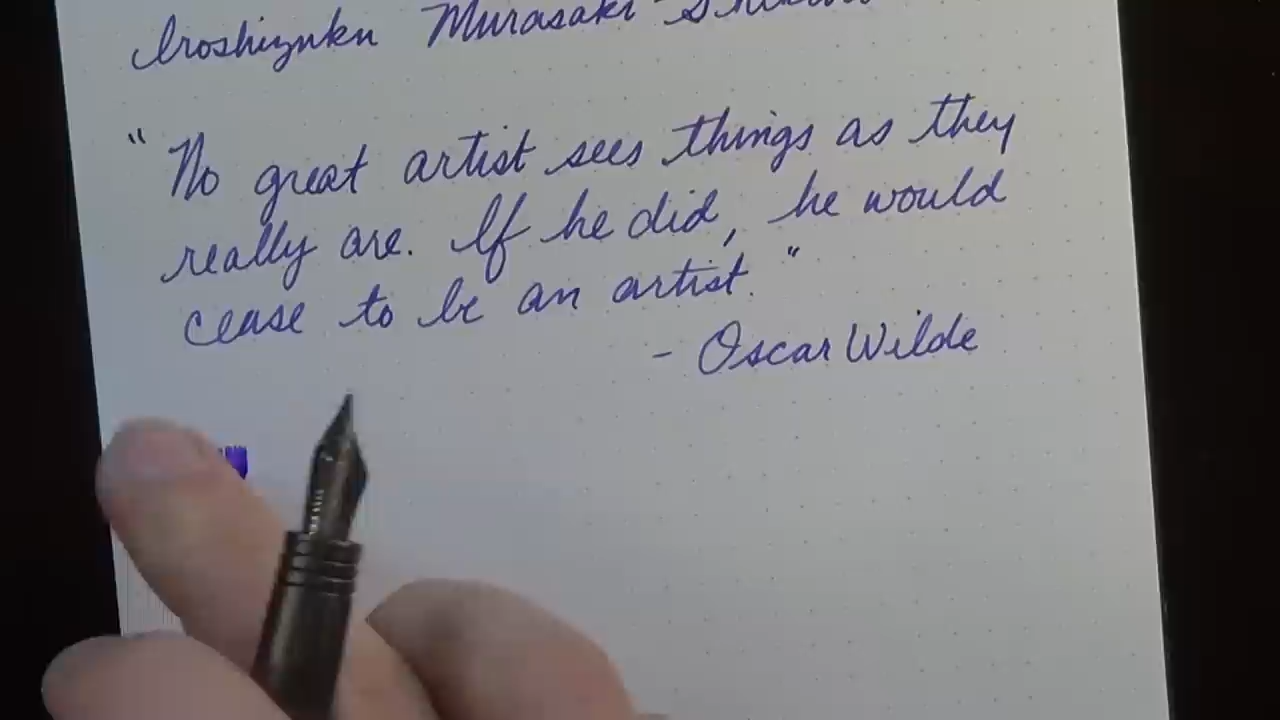 Iroshizuku Murasaki Shikibu
" No great artist sees things as they
really are. If he did, he would
cease to be an artist. "
- Oscar Wilde